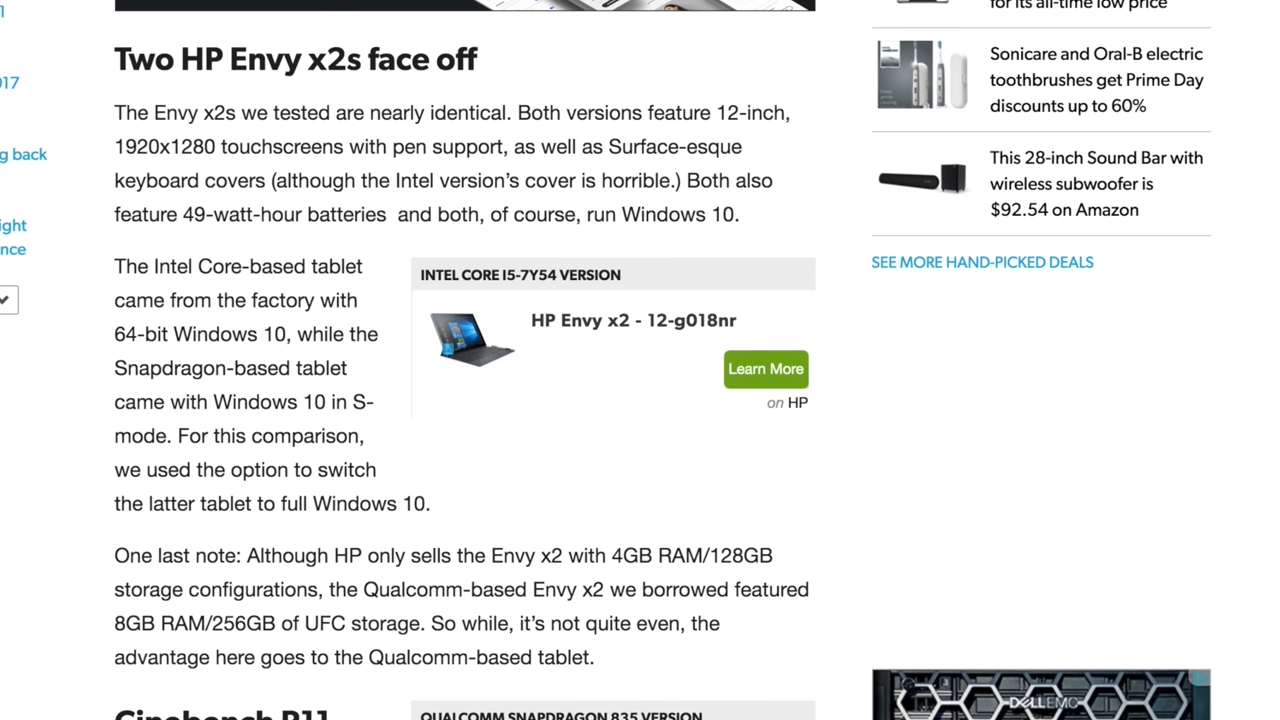 1
017
g back
ight
nce
Two HP Envy x2s face off
The Envy x2s we tested are nearly identical. Both versions feature 12-inch,
1920x1280 touchscreens with pen support, as well as Surface-esque
keyboard covers (although the Intel version’s cover is horrible.) Both also
feature 49-watt-hour batteries  and both, of course, run Windows 10.
The Intel Core-based tablet
came from the factory with
64-bit Windows 10, while the
Snapdragon-based tablet
came with Windows 10 in S-
mode. For this comparison,
we used the option to switch
the latter tablet to full Windows 10.
INTEL CORE I5-7Y54 VERSION
HP Envy x2 - 12-g018nr
Learn More
on HP
One last note: Although HP only sells the Envy x2 with 4GB RAM/128GB
storage configurations, the Qualcomm-based Envy x2 we borrowed featured
8GB RAM/256GB of UFC storage. So while, it’s not quite even, the
advantage here goes to the Qualcomm-based tablet.
Cinebench R11
QUALCOMM SNAPDRAGON 835 VERSION
for its all-time low price
Sonicare and Oral-B electric
toothbrushes get Prime Day
discounts up to 60%
This 28-inch Sound Bar with
wireless subwoofer is
$92.54 on Amazon
SEE MORE HAND-PICKED DEALS
DELLEMC